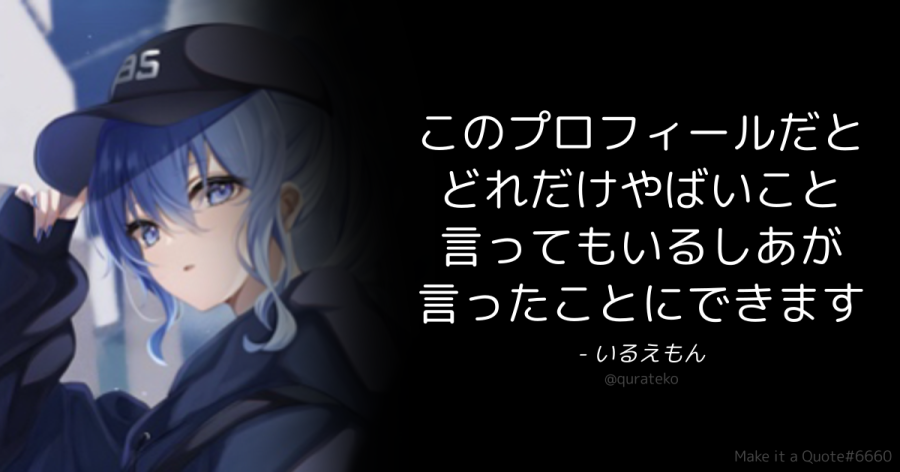 BS
このプロフィールだと
どれだけやばいこと
言ってもいるしあが
言ったことにできます
- いるえもん
@qurateko
Make it a Quote#6660